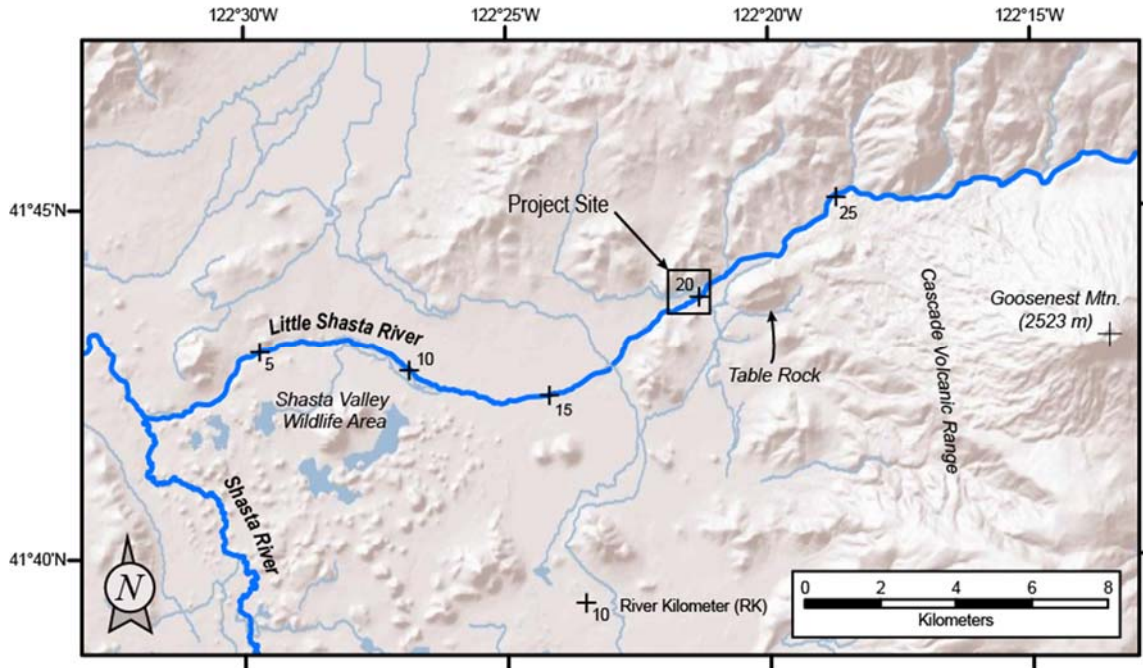 122°30'W
122°25'W
122°20'W
122°15'W
41°45'N
Project Site
20
25
Cascade Volcanic Range
Goosenest Mtn.
(2523 m)
Little Shasta River
5
10
15
Table Rock
Shasta Valley
Wildlife Area
Shasta River
41°40'N
N
10
River Kilometer (RK)
0 2 4 6 8
Kilometers